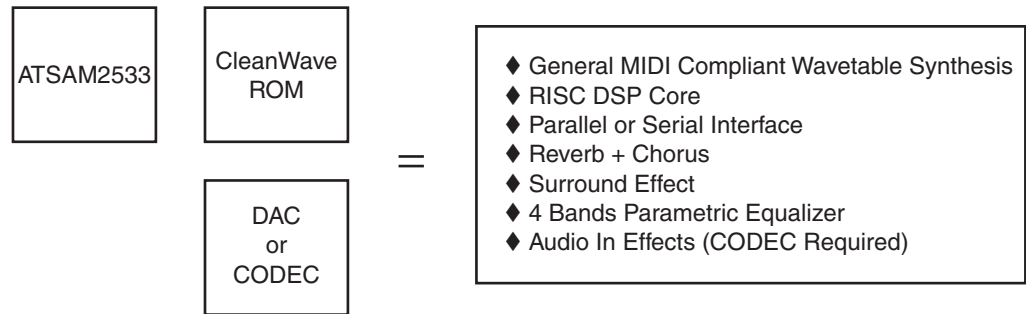 ATSAM2533
CleanWave
ROM
DAC
or
CODEC
=
♦ General MIDI Compliant Wavetable Synthesis
♦ RISC DSP Core
♦ Parallel or Serial Interface
♦ Reverb + Chorus
♦ Surround Effect
♦ 4 Bands Parametric Equalizer
♦ Audio In Effects (CODEC Required)